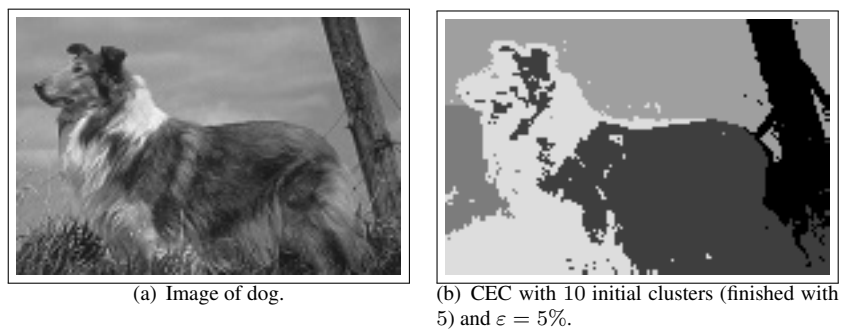 (a) Image of dog.
(b) CEC with 10 initial clusters (finished with
5) and ε = 5%.